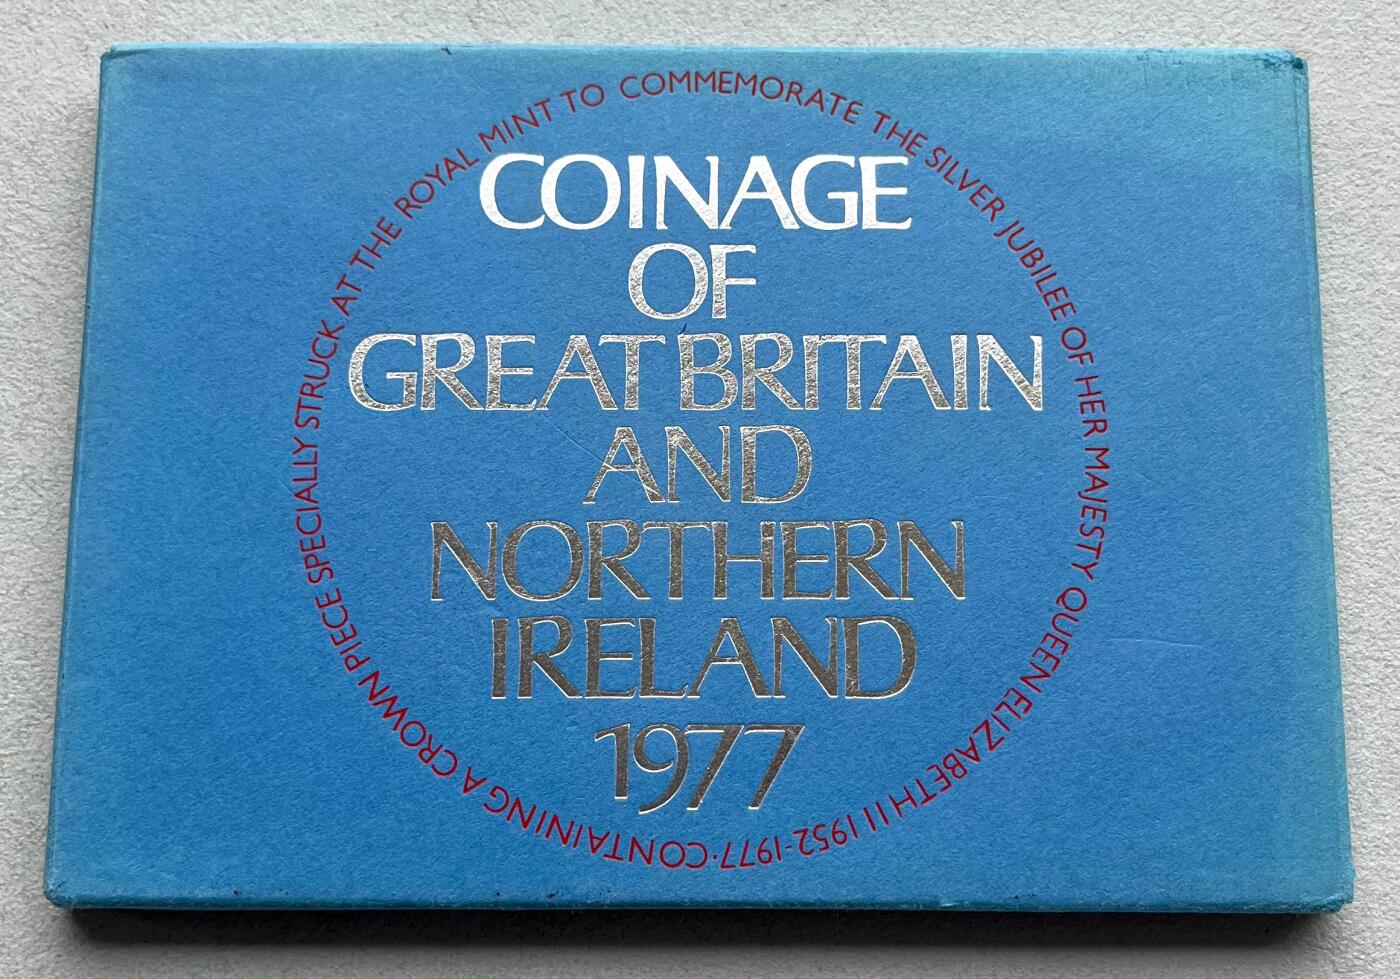 COINAGE
OF
GREAT BRITAIN
AND
NORTHERN
IRELAND
1977
CONTAINING A CROWN PIECE SPECIALLY STRUCK AT THE ROYAL MINT TO COMMEMORATE THE SILVER JUBILEE OF HER MAJESTY QUEEN ELIZABETH II 1952-1977·